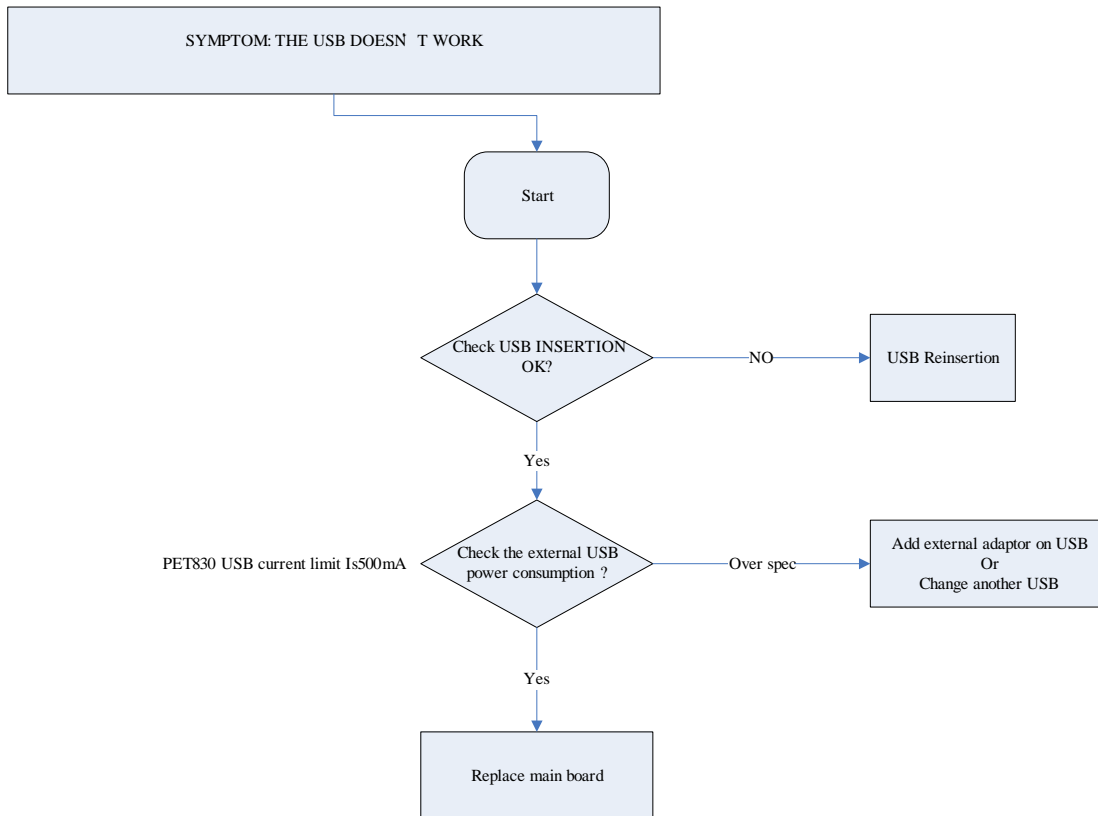 SYMPTOM: THE USB DOESN`T WORK
Start
Check USB INSERTION
OK?
NO
USB Reinsertion
Yes
PET830 USB current limit Is500mA
Check the external USB
power consumption ?
Over spec
Add external adaptor on USB
Or
Change another USB
Yes
Replace main board